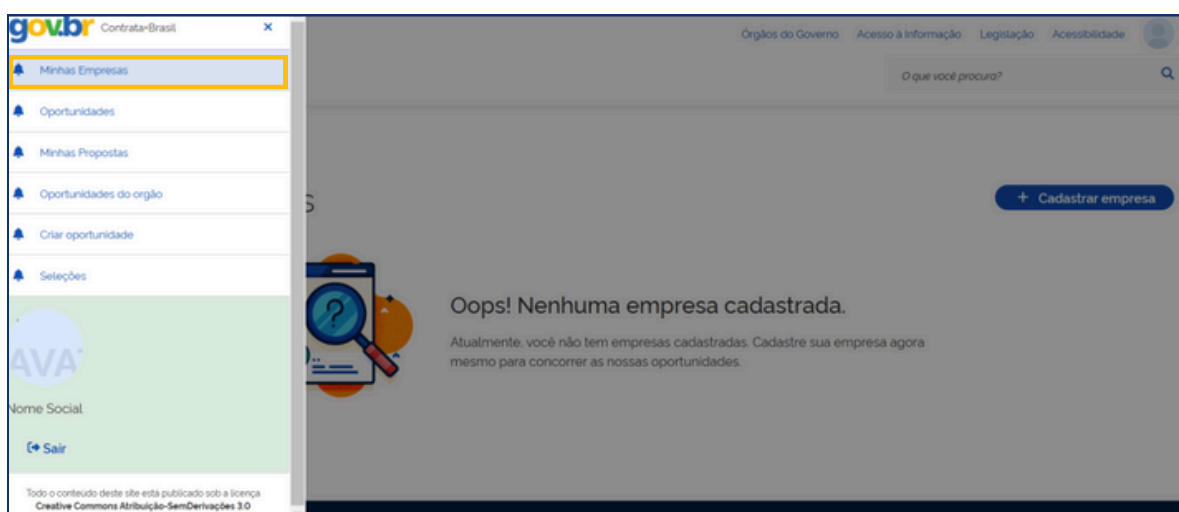 gov.br Contrata+Brasil ×
Minhas Empresas
Oportunidades
Minhas Propostas
Oportunidades do orgão
Criar oportunidade
Seleções
AVA
Nome Social
Sair
Todo o conteúdo deste site está publicado sob a licença
Creative Commons Atribuição-SemDerivações 3.0
Órgãos do Governo Acesso à Informação Legislação Acessibilidade
O que você procura?
s
+ Cadastrar empresa
Oops! Nenhuma empresa cadastrada.
Atualmente, você não tem empresas cadastradas. Cadastre sua empresa agora
mesmo para concorrer as nossas oportunidades.